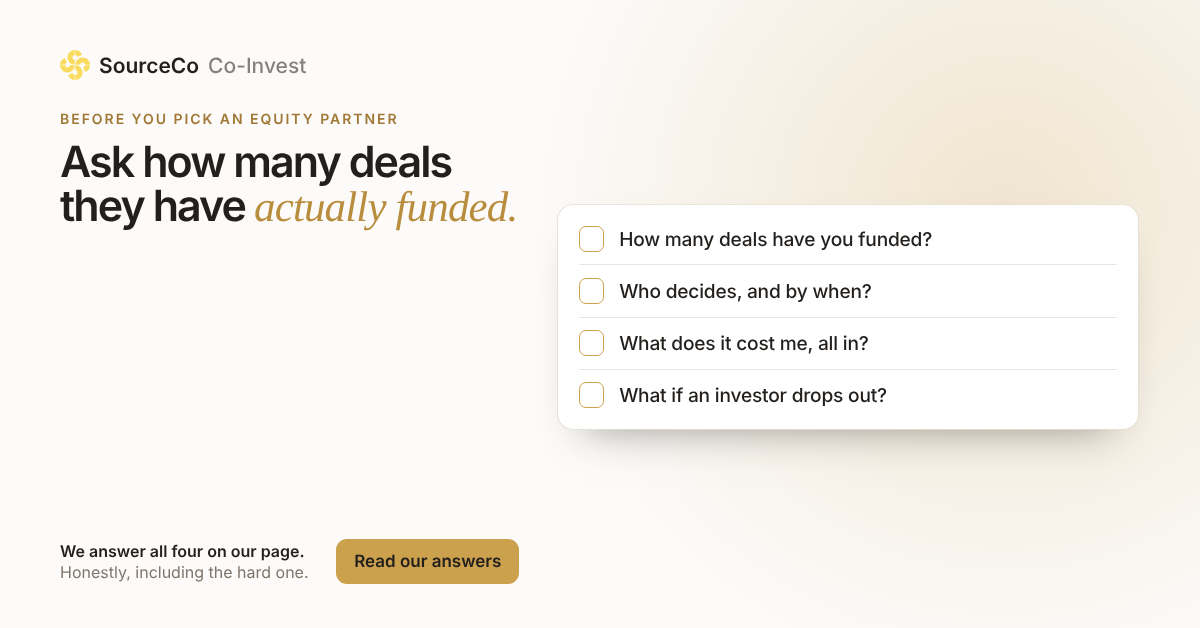 SourceCo Co-Invest
BEFORE YOU PICK AN EQUITY PARTNER
Ask how many deals
they have actually funded.
How many deals have you funded?
Who decides, and by when?
What does it cost me, all in?
What if an investor drops out?
We answer all four on our page.
Honestly, including the hard one.
Read our answers